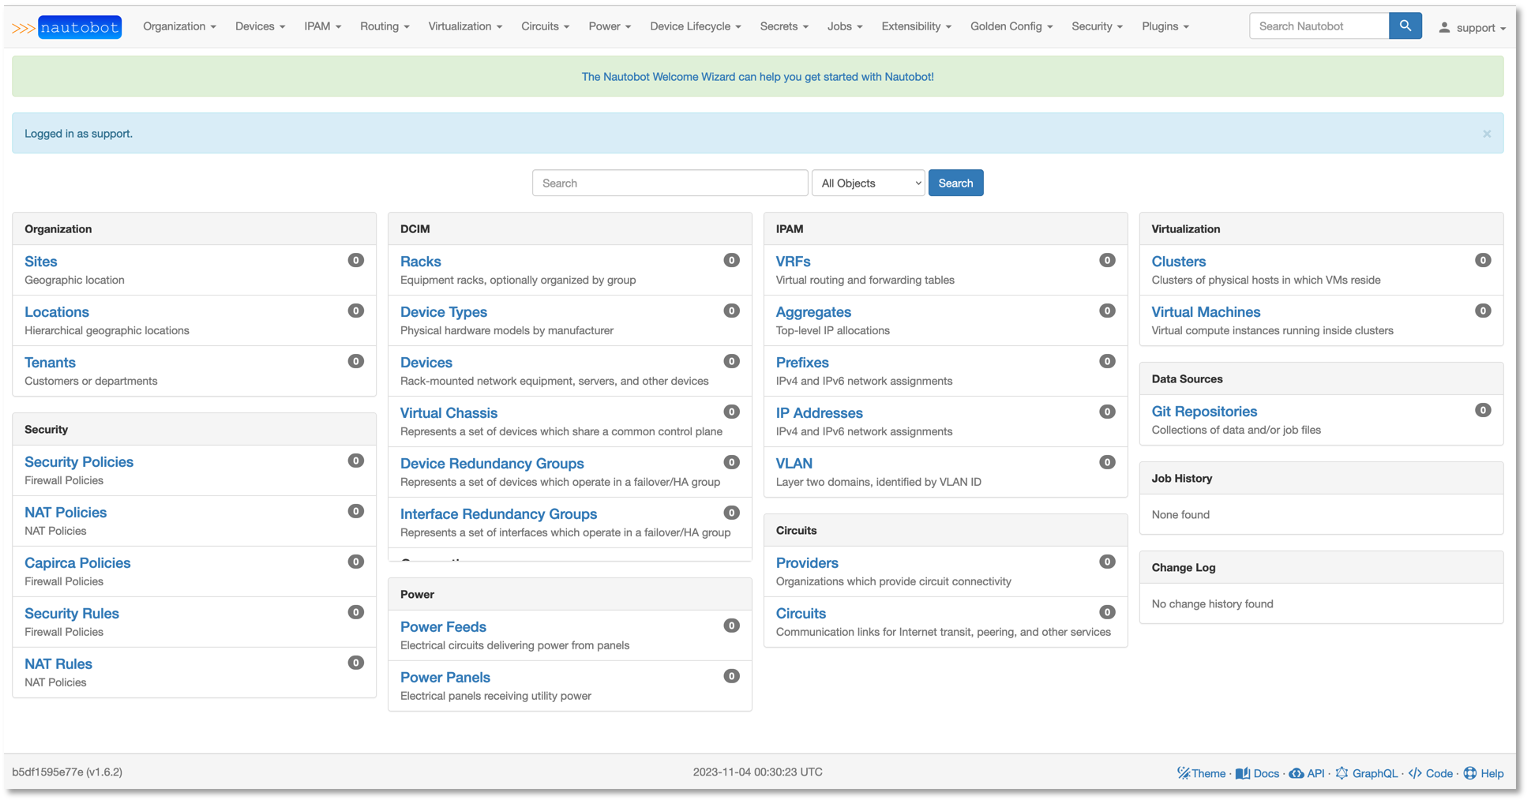 >>> nautobot Organization Devices IPAM Routing Virtualization Circuits Power Device Lifecycle Secrets Jobs Extensibility Golden Config Security Plugins Search Nautobot support
The Nautobot Welcome Wizard can help you get started with Nautobot!
Logged in as support. ×
Search All Objects Search
Organization
Sites 0
Geographic location
Locations 0
Hierarchical geographic locations
Tenants 0
Customers or departments
Security
Security Policies 0
Firewall Policies
NAT Policies 0
NAT Policies
Capirca Policies 0
Firewall Policies
Security Rules 0
Firewall Policies
NAT Rules 0
NAT Policies
DCIM
Racks 0
Equipment racks, optionally organized by group
Device Types 0
Physical hardware models by manufacturer
Devices 0
Rack-mounted network equipment, servers, and other devices
Virtual Chassis 0
Represents a set of devices which share a common control plane
Device Redundancy Groups 0
Represents a set of devices which operate in a failover/HA group
Interface Redundancy Groups 0
Represents a set of interfaces which operate in a failover/HA group
Power
Power Feeds 0
Electrical circuits delivering power from panels
Power Panels 0
Electrical panels receiving utility power
IPAM
VRFs 0
Virtual routing and forwarding tables
Aggregates 0
Top-level IP allocations
Prefixes 0
IPv4 and IPv6 network assignments
IP Addresses 0
IPv4 and IPv6 network assignments
VLAN 0
Layer two domains, identified by VLAN ID
Circuits
Providers 0
Organizations which provide circuit connectivity
Circuits 0
Communication links for Internet transit, peering, and other services
Virtualization
Clusters 0
Clusters of physical hosts in which VMs reside
Virtual Machines 0
Virtual compute instances running inside clusters
Data Sources
Git Repositories 0
Collections of data and/or job files
Job History
None found
Change Log
No change history found
b5df1595e77e (v1.6.2) 2023-11-04 00:30:23 UTC Theme · Docs · API · GraphQL · Code · Help